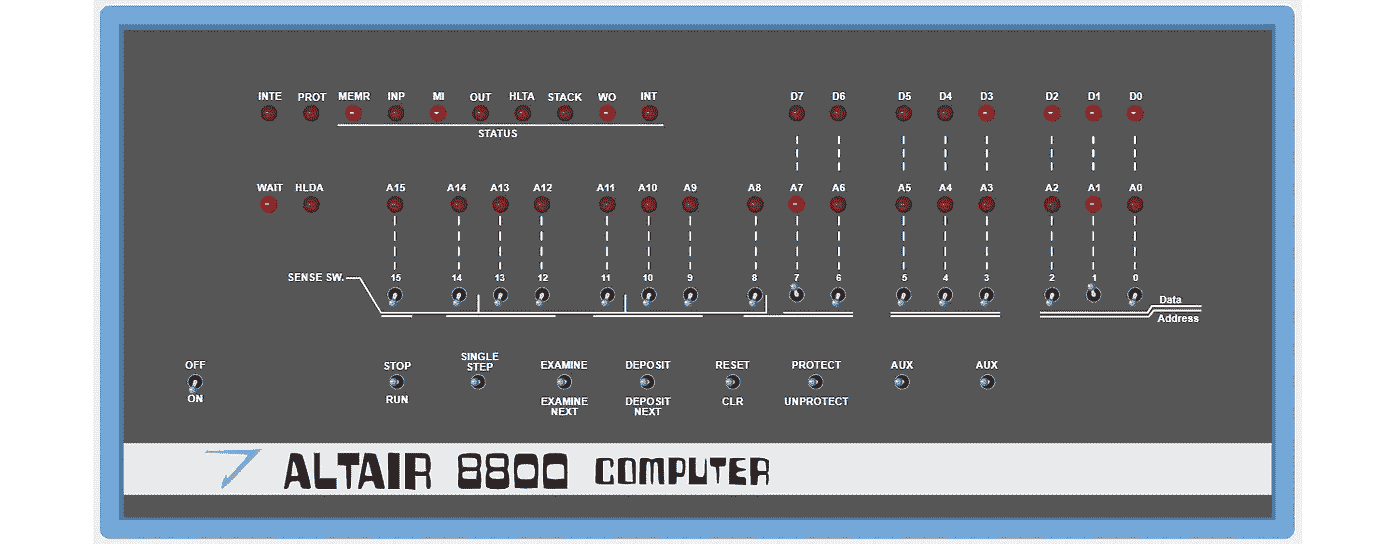 INTE PROT MEMR INP MI OUT HLTA STACK WO INT D7 D6 D5 D4 D3 D2 D1 D0
STATUS
WAIT HLDA A15 A14 A13 A12 A11 A10 A9 A8 A7 A6 A5 A4 A3 A2 A1 A0
SENSE SW. 15 14 13 12 11 10 9 8 7 6 5 4 3 2 1 0
Data
Address
OFF STOP SINGLE STEP EXAMINE DEPOSIT RESET PROTECT AUX AUX
ON RUN EXAMINE NEXT DEPOSIT NEXT CLR UNPROTECT
ALTAIR 8800 COMPUTER